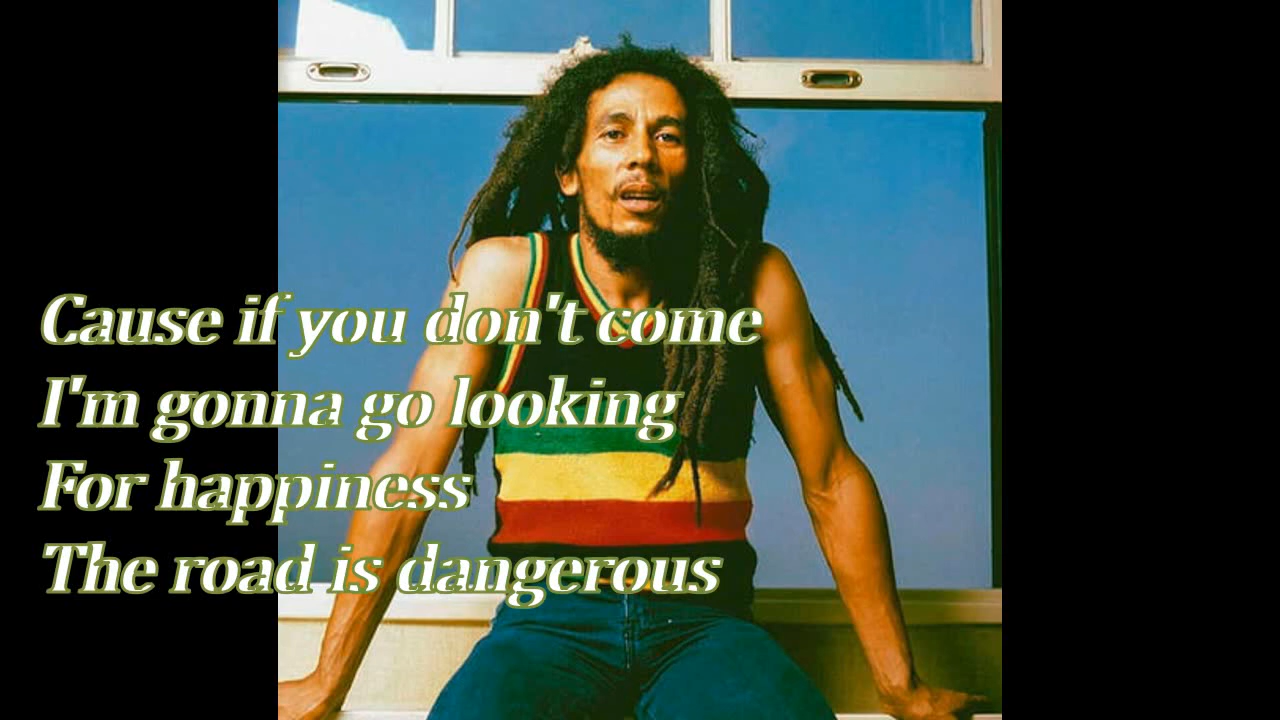 Cause if you don't come
I'm gonna go looking
For happiness
The road is dangerous